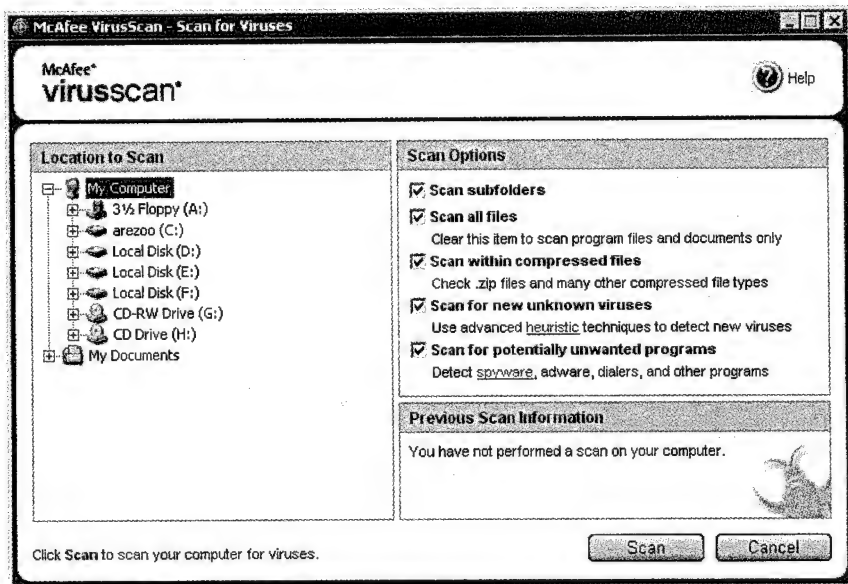 McAfee VirusScan - Scan for Viruses
McAfee®
virusscan®
Help
Location to Scan
My Computer
3½ Floppy (A:)
arezoo (C:)
Local Disk (D:)
Local Disk (E:)
Local Disk (F:)
CD-RW Drive (G:)
CD Drive (H:)
My Documents
Scan Options
Scan subfolders
Scan all files
Clear this item to scan program files and documents only
Scan within compressed files
Check .zip files and many other compressed file types
Scan for new unknown viruses
Use advanced heuristic techniques to detect new viruses
Scan for potentially unwanted programs
Detect spyware, adware, dialers, and other programs
Previous Scan Information
You have not performed a scan on your computer.
Click Scan to scan your computer for viruses.
Scan
Cancel